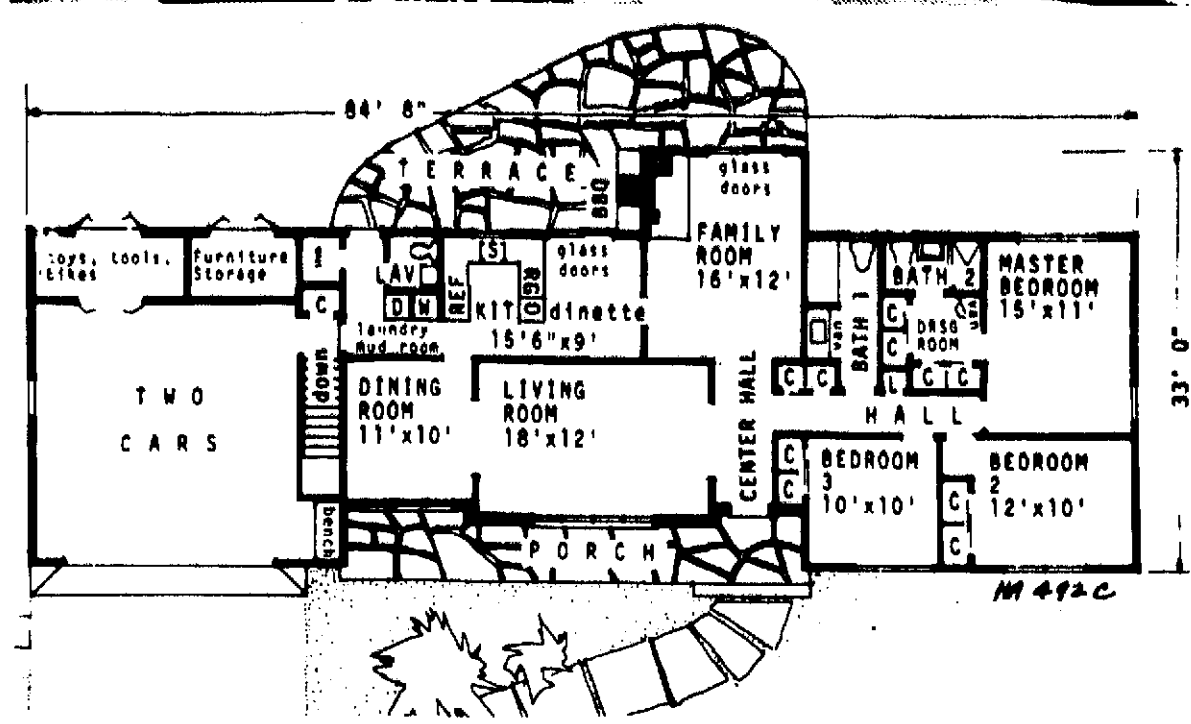 84' 8"
TERRACE
BBQ
glass
doors
toys, tools,
bikes
furniture
Storage
LAV
S
glass
doors
FAMILY
ROOM
16'x12'
BATH 2
MASTER
BEDROOM
15'x11'
33' 0"
C
D W
REF
RGO
KIT
dinette
15'6"x9'
laundry
mud room
van
BATH 1
C
C
DRSG
ROOM
van
down
TWO
CARS
DINING
ROOM
11'x10'
LIVING
ROOM
18'x12'
CENTER HALL
C C
L C C
HALL
C
C
BEDROOM
3
10'x10'
C
C
BEDROOM
2
12'x10'
bench
PORCH
M 492C